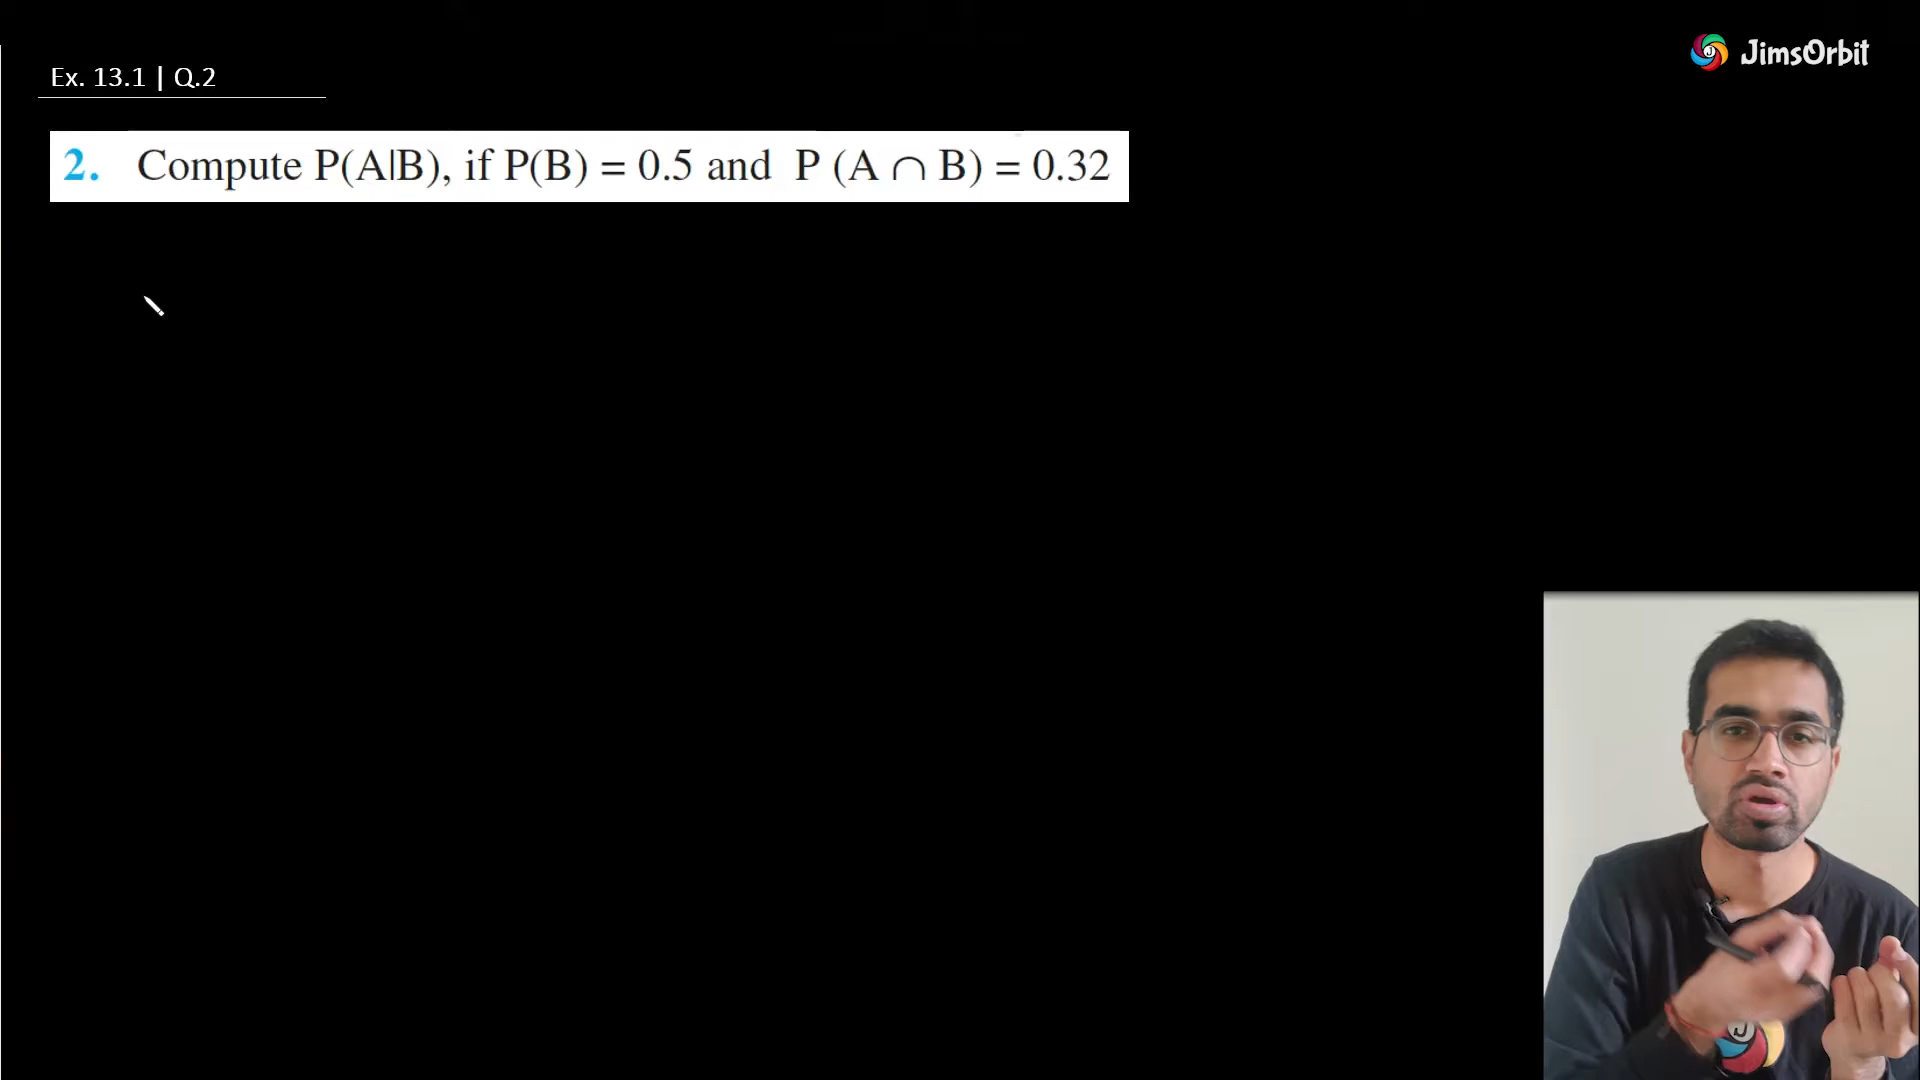 JimsOrbit
Ex. 13.1 | Q.2
2. Compute P(A|B), if P(B) = 0.5 and P (A ∩ B) = 0.32